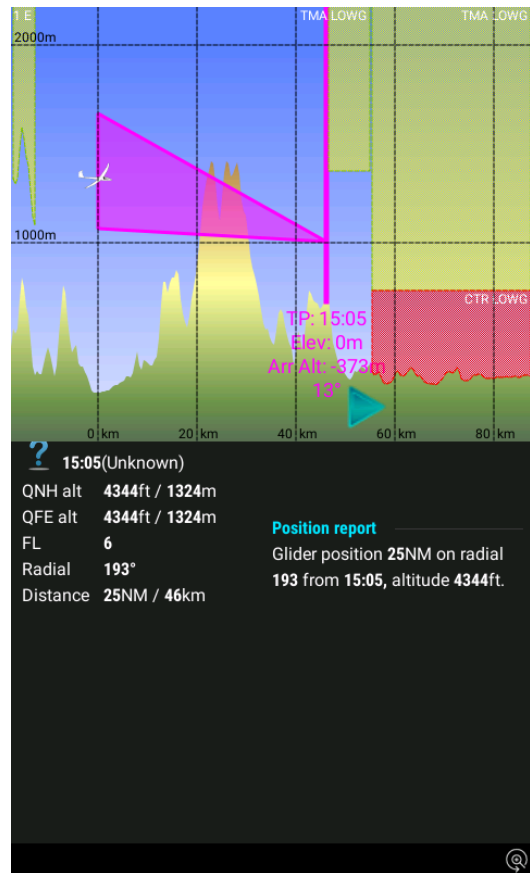 1 E
TMA LOWG
TMA LOWG
2000m
1000m
CTR LOWG
TP: 15:05
Elev: 0m
Arr Alt: -373m
13°
0 km
20 km
40 km
60 km
80 km
? 15:05(Unknown)
QNH alt 4344ft / 1324m
QFE alt 4344ft / 1324m
FL 6
Radial 193°
Distance 25NM / 46km
Position report
Glider position 25NM on radial
193 from 15:05, altitude 4344ft.